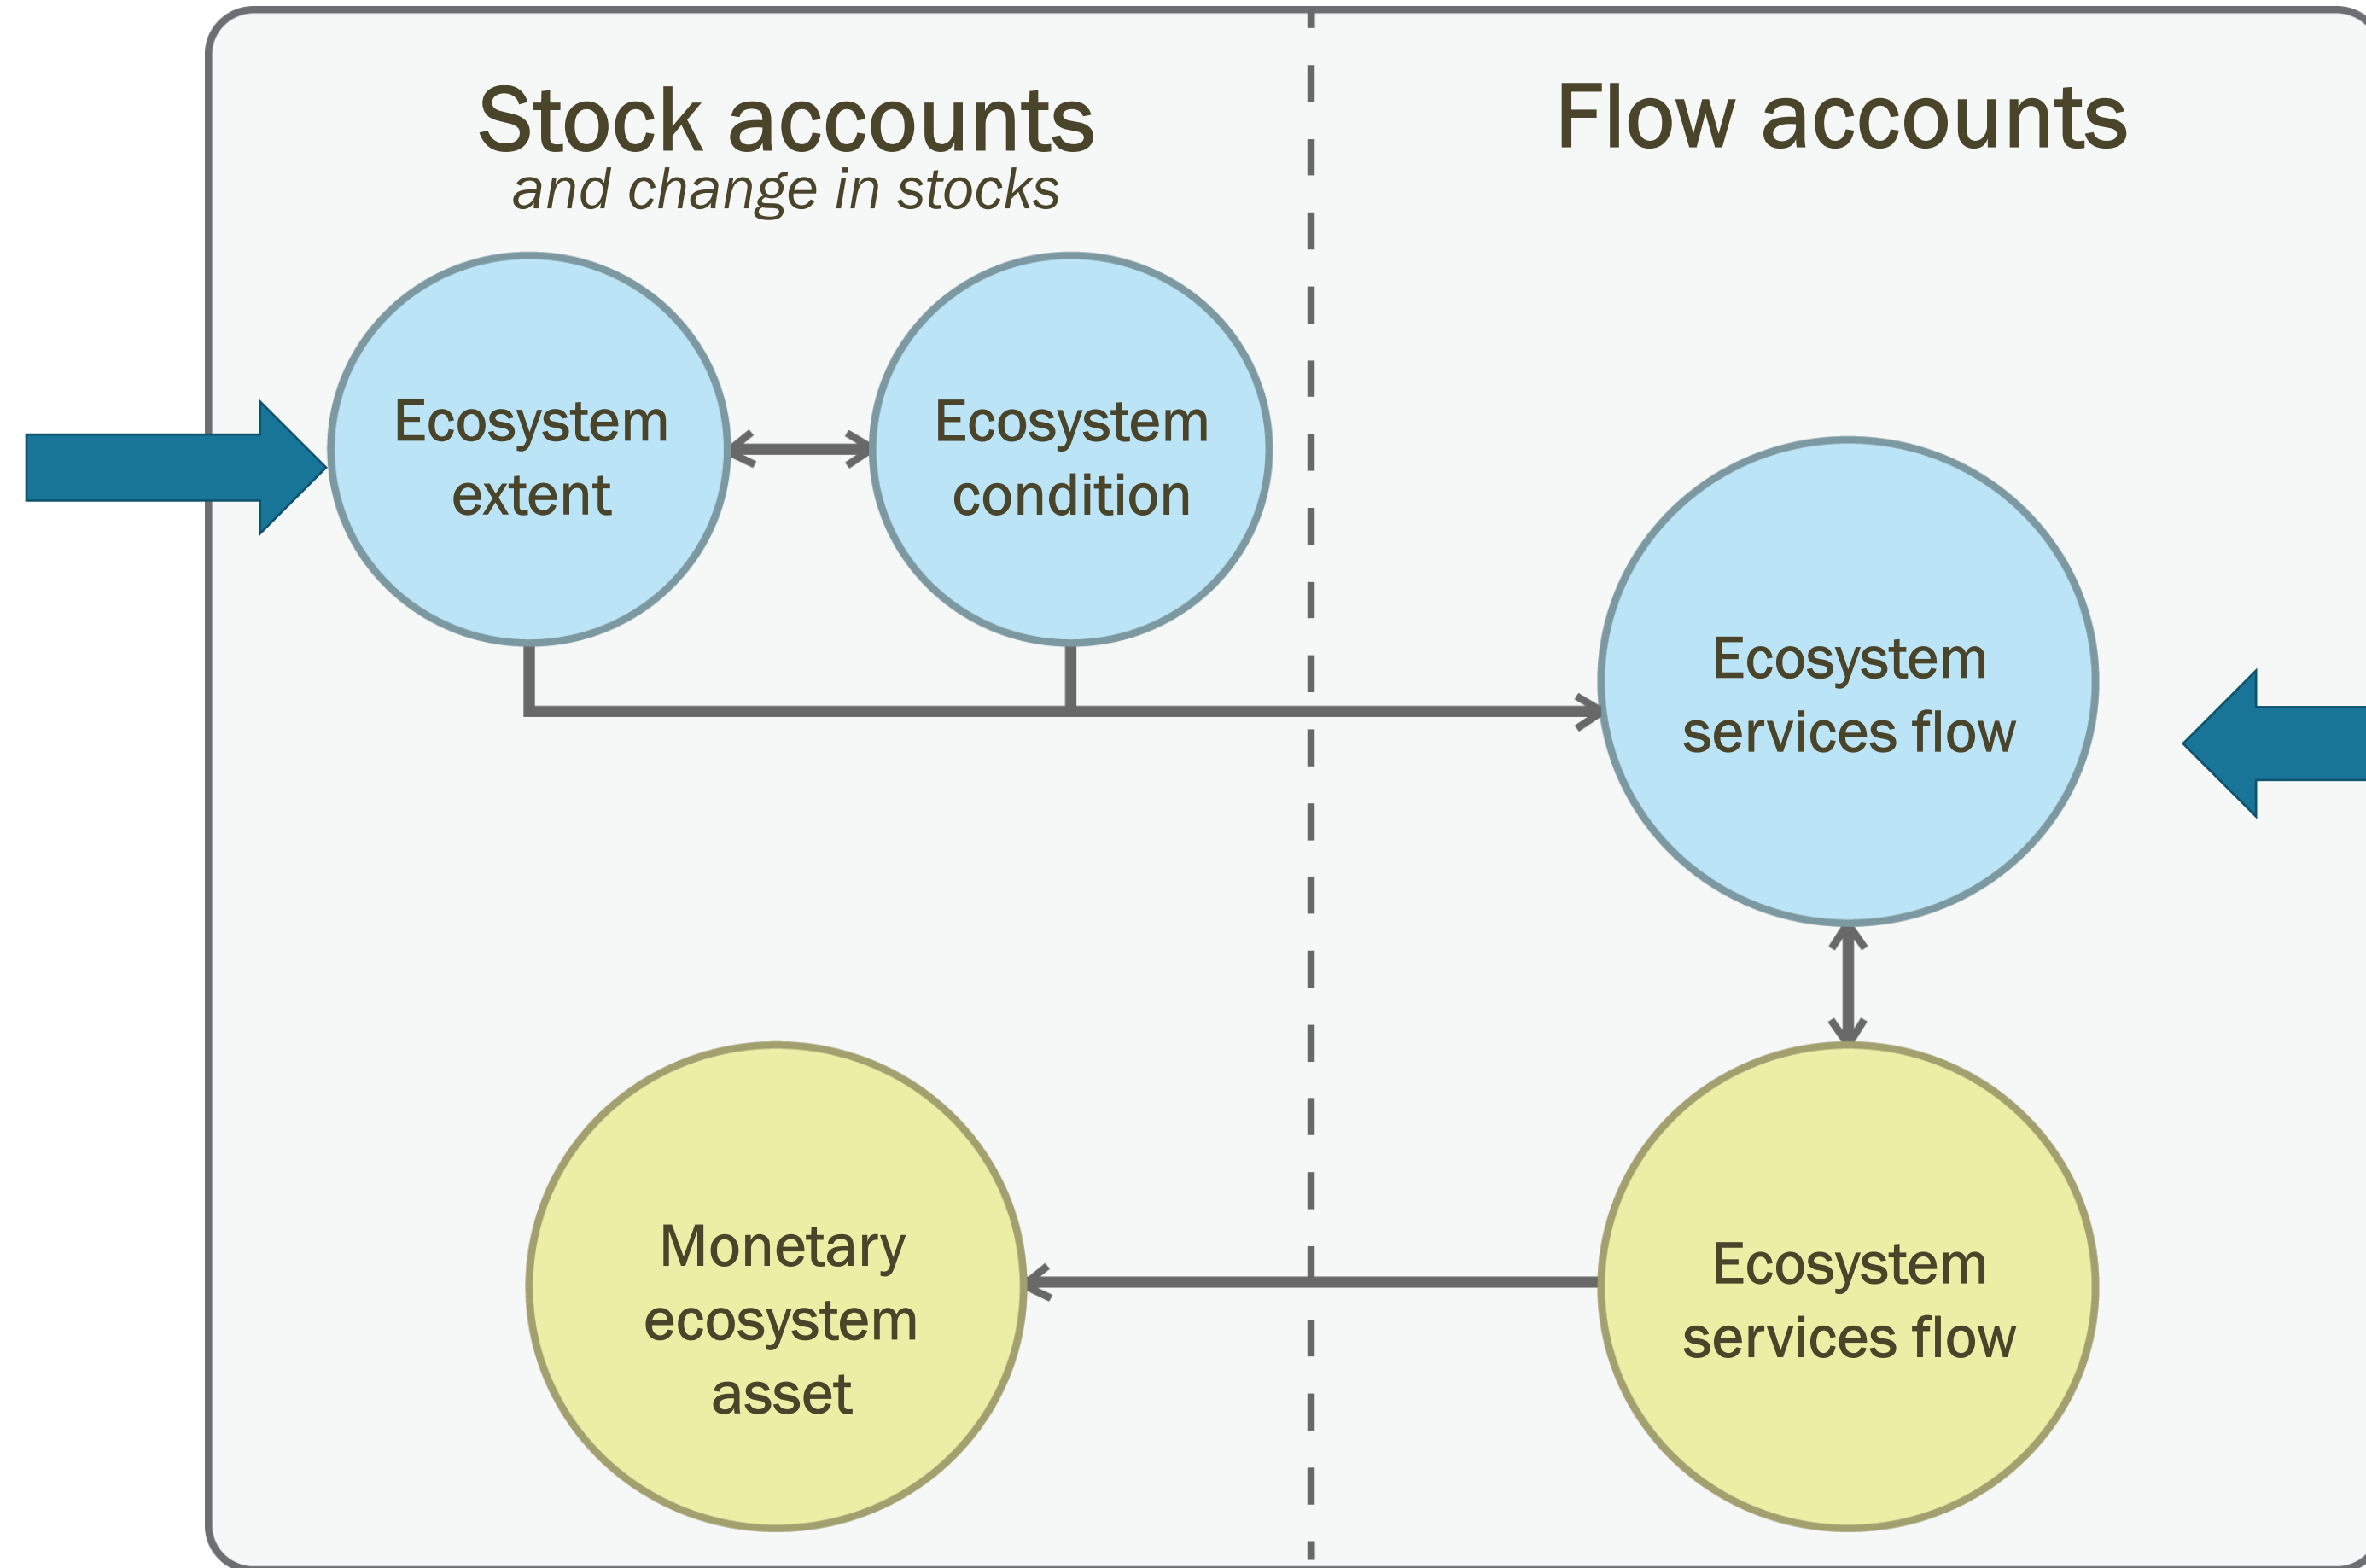 Stock accounts
and change in stocks
Flow accounts
Ecosystem
extent
Ecosystem
condition
Ecosystem
services flow
Monetary
ecosystem
asset
Ecosystem
services flow